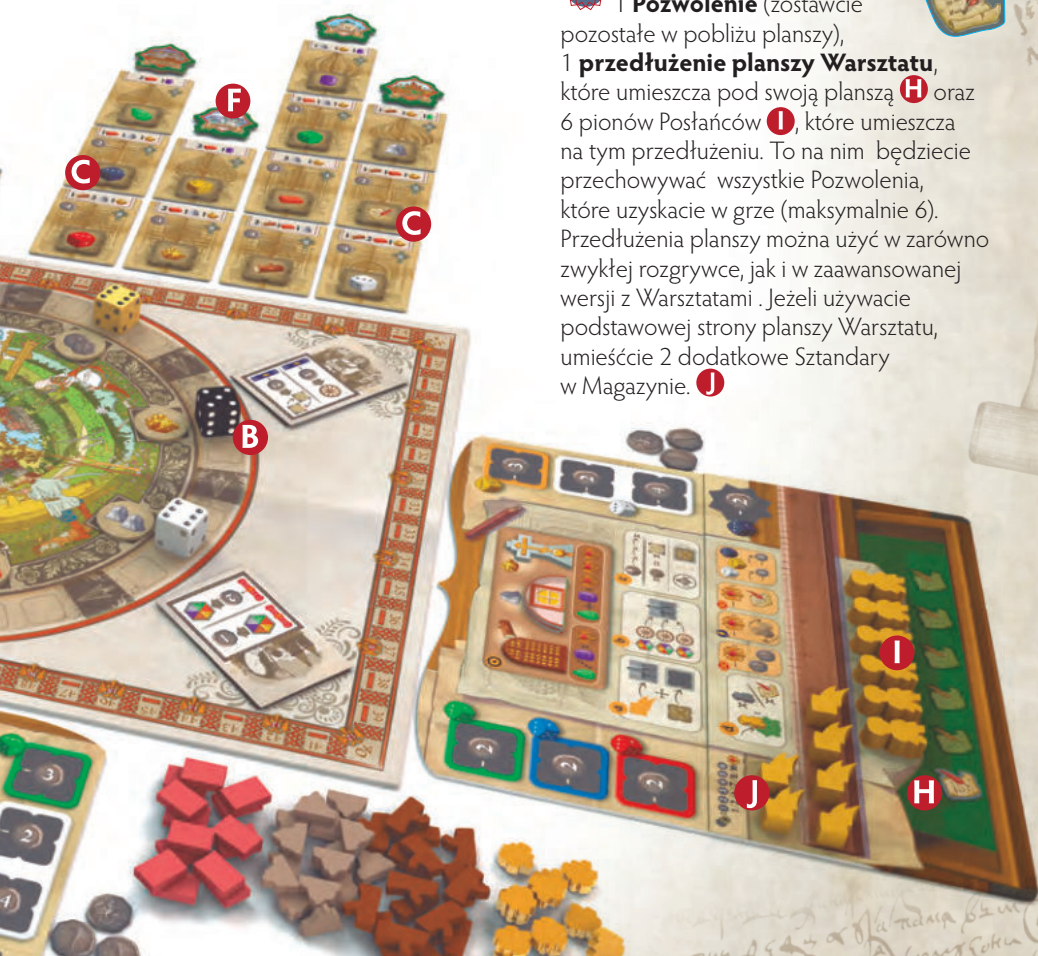 1 Pozwolenie (zostawcie
pozostałe w pobliżu planszy),
1 przedłużenie planszy Warsztatu,
które umieszcza pod swoją planszą H oraz
6 pionów Posłańców I, które umieszcza
na tym przedłużeniu. To na nim będziecie
przechowywać wszystkie Pozwolenia,
które uzyskacie w grze (maksymalnie 6).
Przedłużenia planszy można użyć w zarówno
zwykłej rozgrywce, jak i w zaawansowanej
wersji z Warsztatami . Jeżeli używacie
podstawowej strony planszy Warsztatu,
umieśćcie 2 dodatkowe Sztandary
w Magazynie. J
F
C
C
B
I
J
H
3
2
4